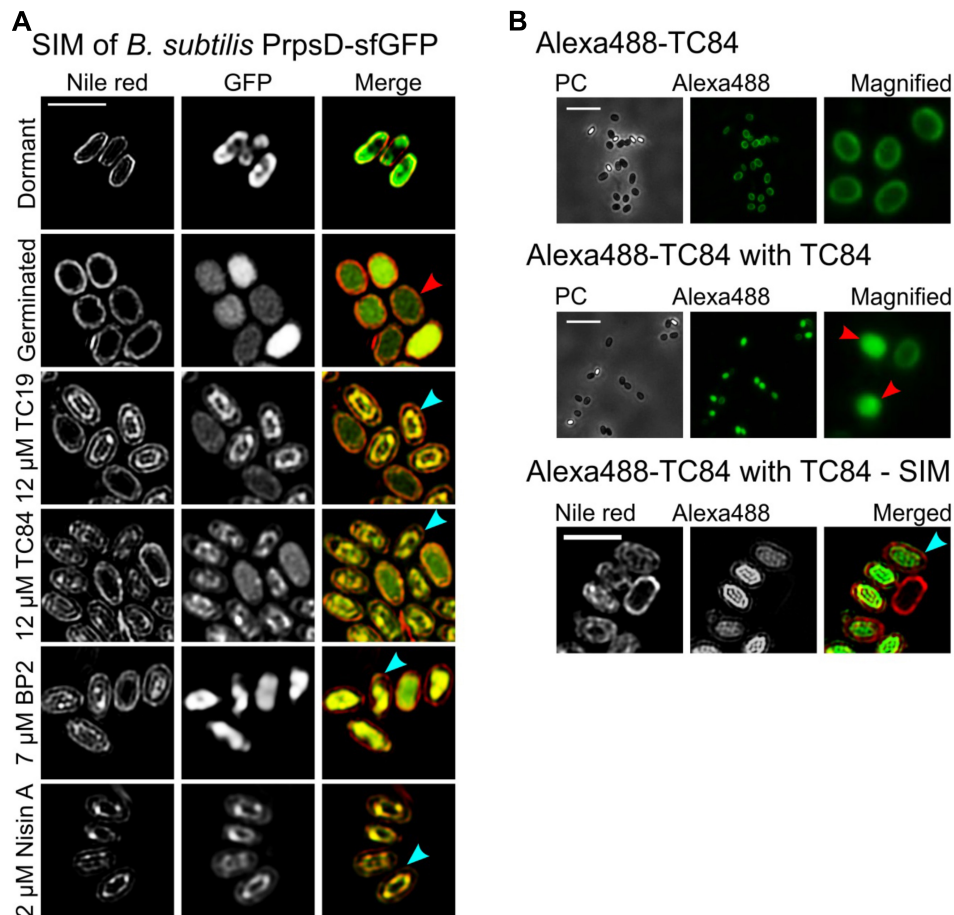 A
SIM of B. subtilis PrpsD-sfGFP
Nile red GFP Merge
Dormant
Germinated
12 µM TC19
12 µM TC84
7 µM BP2
2 µM Nisin A
B
Alexa488-TC84
PC Alexa488 Magnified
Alexa488-TC84 with TC84
PC Alexa488 Magnified
Alexa488-TC84 with TC84 - SIM
Nile red Alexa488 Merged